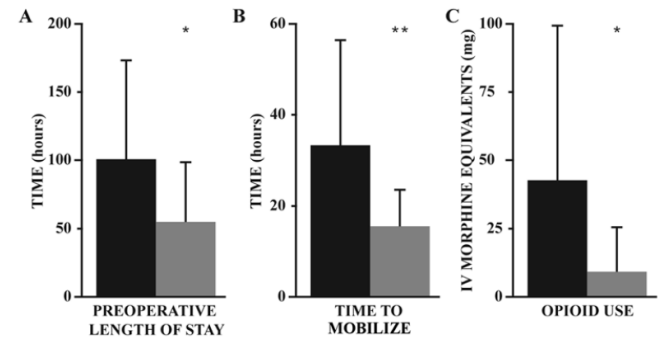 A
TIME (hours)
200
150
100
50
0
*
PREOPERATIVE
LENGTH OF STAY
B
TIME (hours)
60
40
20
0
**
TIME TO
MOBILIZE
C
IV MORPHINE EQUIVALENTS (mg)
100
75
50
25
0
*
OPIOID USE